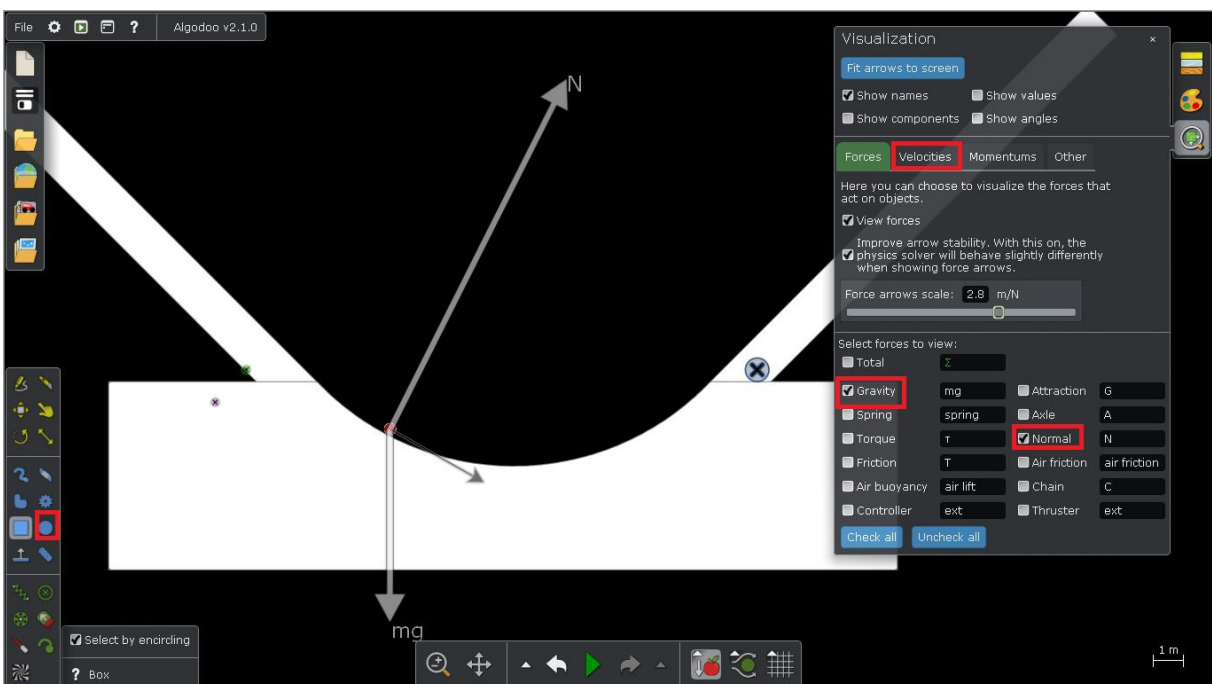 File ? Algodoo v2.1.0
N
Visualization ×
Fit arrows to screen
Show names Show values
Show components Show angles
Forces Velocities Momentums Other
Here you can choose to visualize the forces that
act on objects.
View forces
Improve arrow stability. With this on, the
physics solver will behave slightly differently
when showing force arrows.
Force arrows scale: 2.8 m/N
Select forces to view:
Total Σ
Gravity mg Attraction G
Spring spring Axle A
Torque τ Normal N
Friction T Air friction air friction
Air buoyancy air lift Chain C
Controller ext Thruster ext
Check all Uncheck all
mg
Select by encircling
? Box
1 m